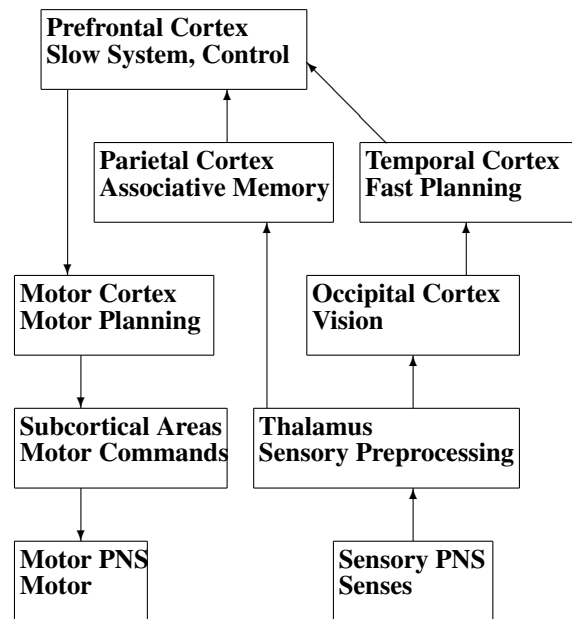 Prefrontal Cortex
Slow System, Control
Parietal Cortex
Associative Memory
Temporal Cortex
Fast Planning
Motor Cortex
Motor Planning
Occipital Cortex
Vision
Subcortical Areas
Motor Commands
Thalamus
Sensory Preprocessing
Motor PNS
Motor
Sensory PNS
Senses